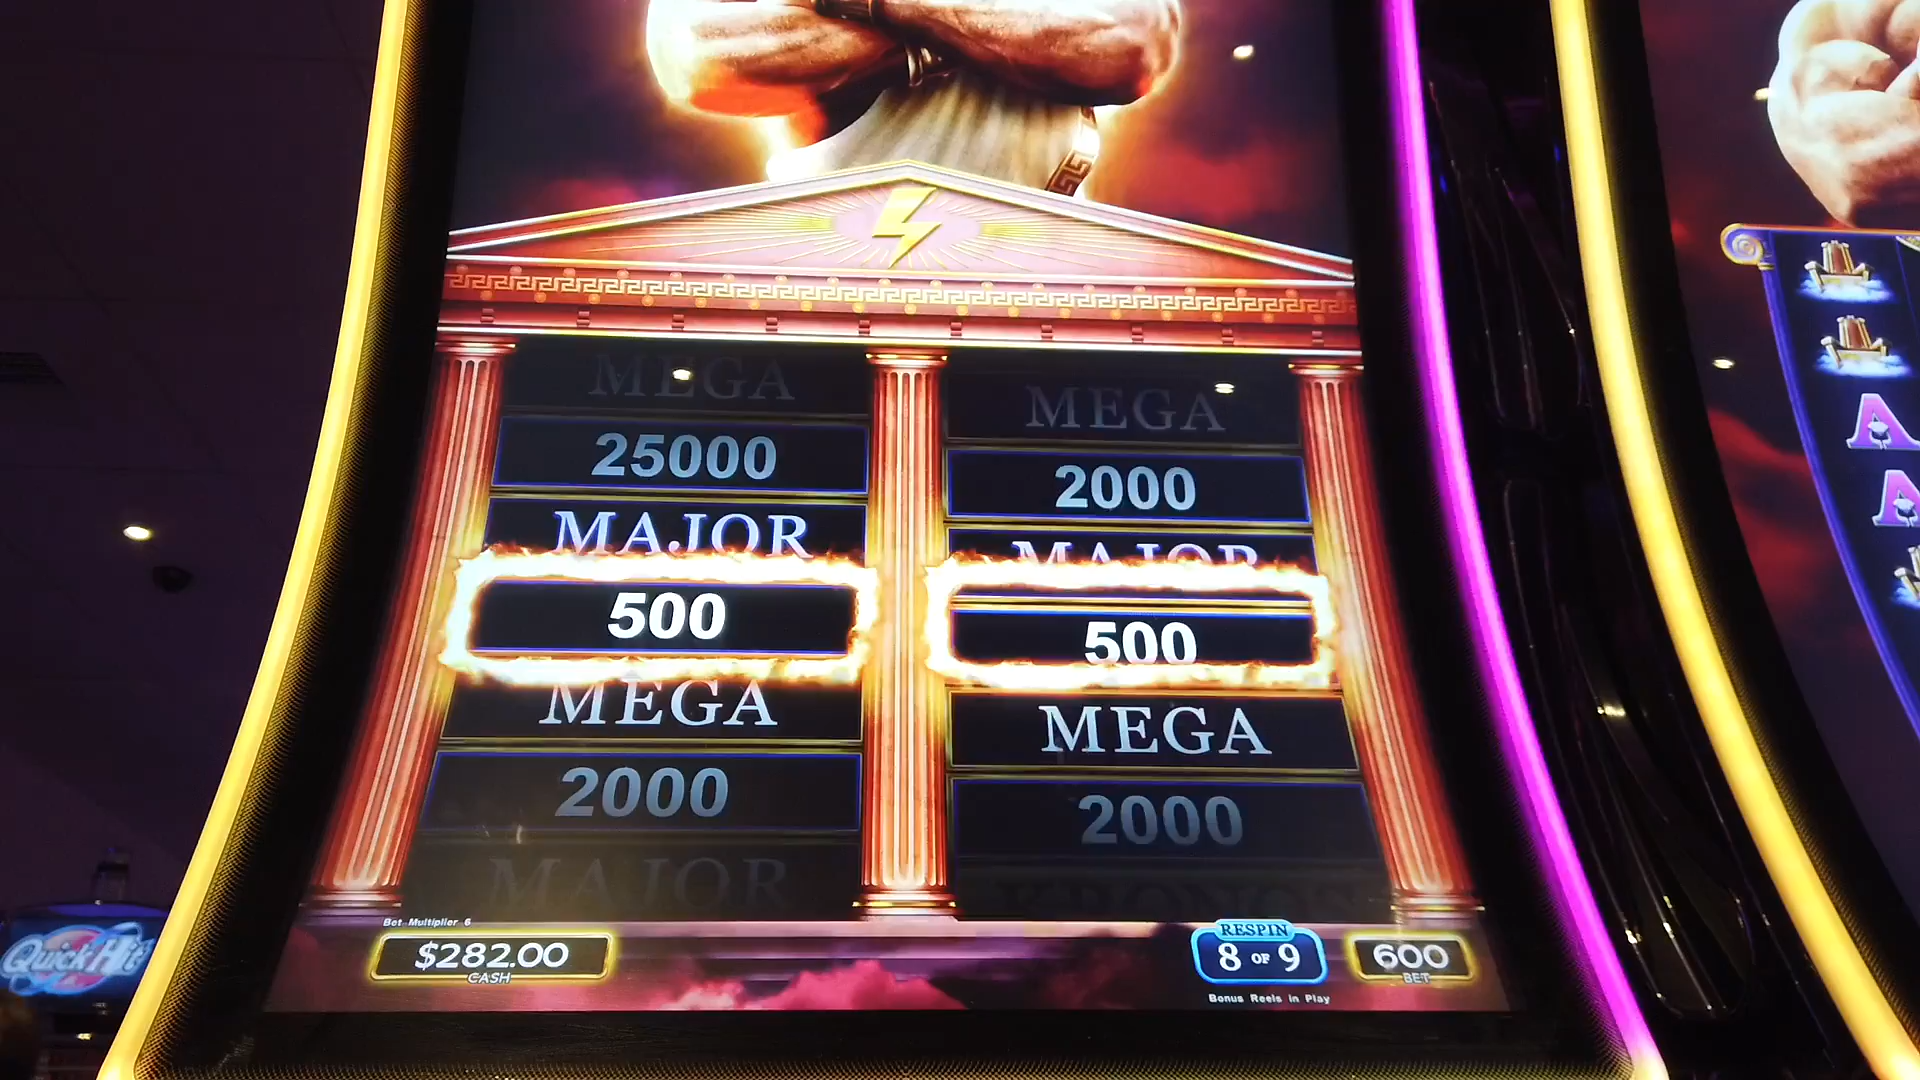 MEGA
25000
MAJOR
500
MEGA
2000
MAJOR
MEGA
2000
MAJOR
500
MEGA
2000
Bet Multiplier 6
$282.00
CASH
RESPIN
8 OF 9
Bonus Reels in Play
600
BET
Quick Hit
A
A